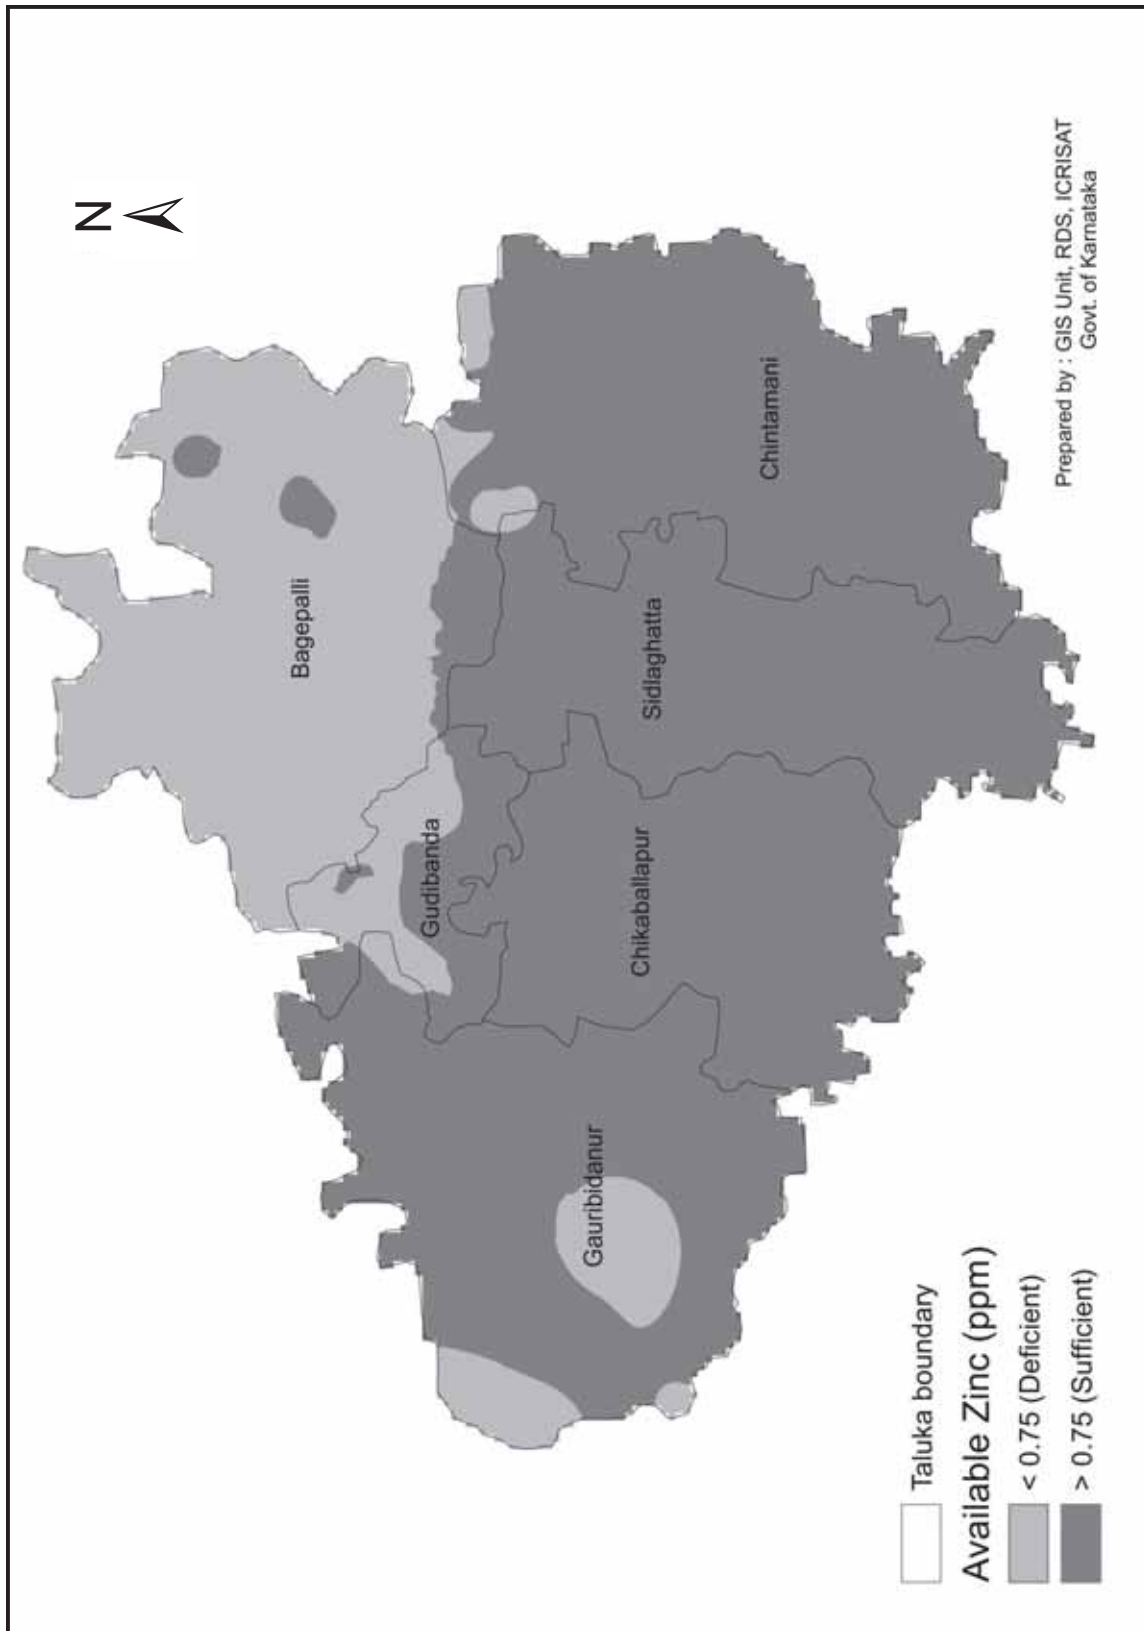 N
Bagepalli
Gudibanda
Chintamani
Sidlaghatta
Chikaballapur
Gauribidanur
Taluka boundary
Available Zinc (ppm)
< 0.75 (Deficient)
> 0.75 (Sufficient)
Prepared by : GIS Unit, RDS, ICRISAT
Govt. of Karnataka